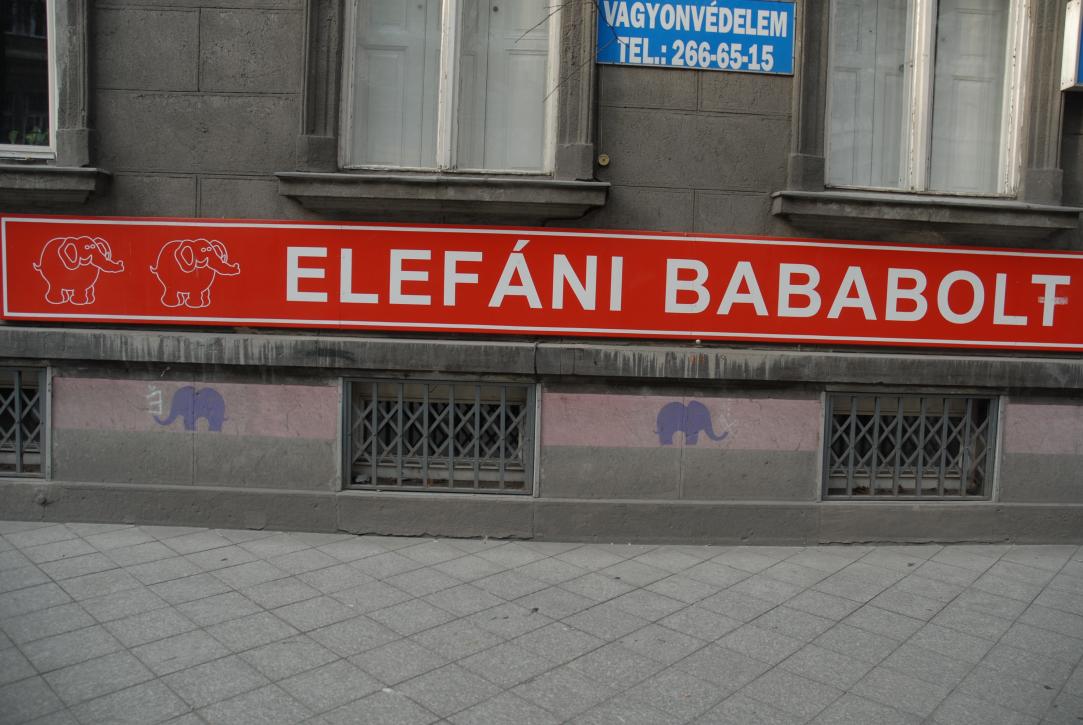 VAGYONVÉDELEM
TEL.: 266-65-15
ELEFÁNI BABABOLT